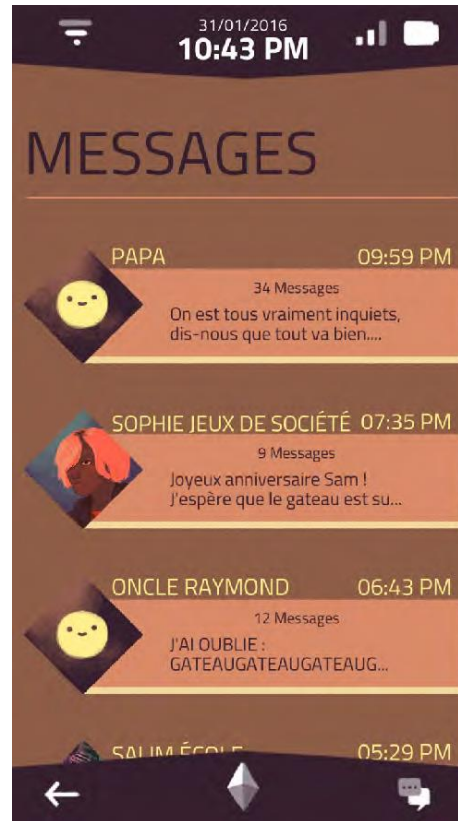 31/01/2016
10:43 PM
MESSAGES
PAPA 09:59 PM
34 Messages
On est tous vraiment inquiets,
dis-nous que tout va bien....
SOPHIE JEUX DE SOCIÉTÉ 07:35 PM
9 Messages
Joyeux anniversaire Sam !
J'espère que le gateau est su...
ONCLE RAYMOND 06:43 PM
12 Messages
J'AI OUBLIE :
GATEAUGATEAUGATEAUG...
SALIM ÉCOLE 05:29 PM